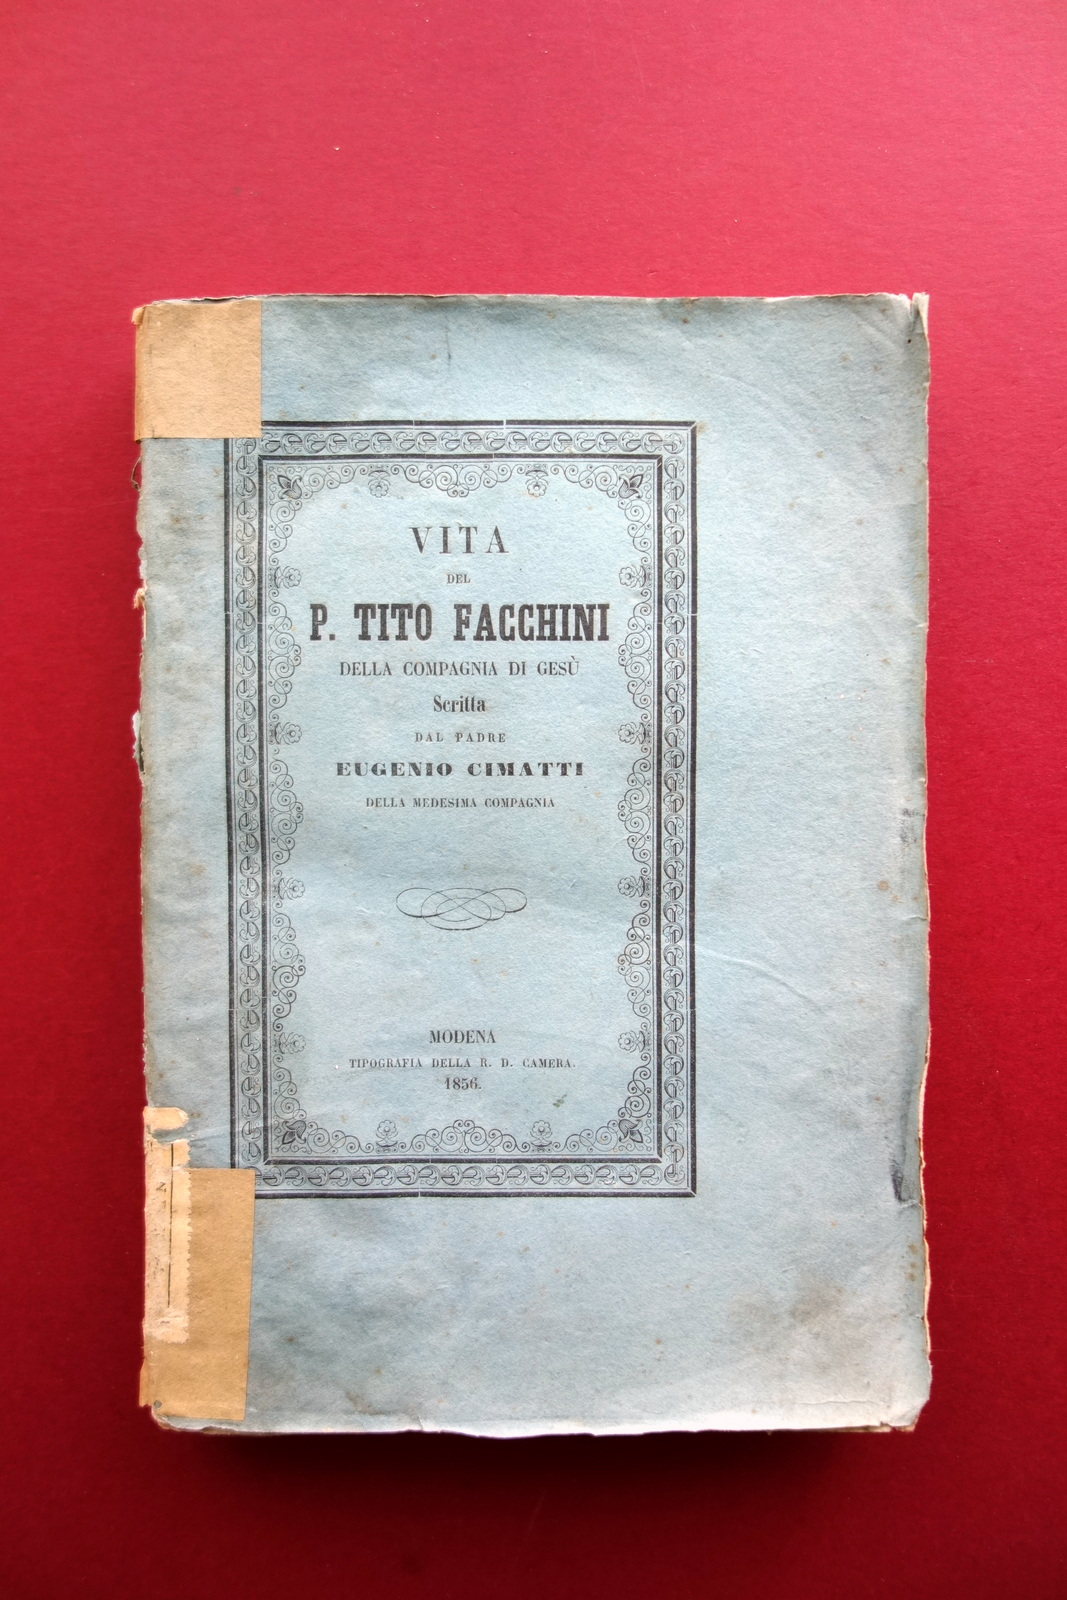 VITA
DEL
P. TITO FACCHINI
DELLA COMPAGNIA DI GESÙ
Scritta
DAL PADRE
EUGENIO CIMATTI
DELLA MEDESIMA COMPAGNIA
MODENA
TIPOGRAFIA DELLA R. D. CAMERA.
1856.